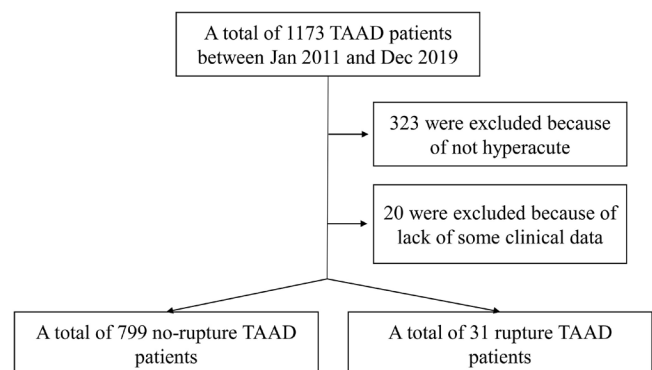 A total of 1173 TAAD patients
between Jan 2011 and Dec 2019
323 were excluded because
of not hyperacute
20 were excluded because of
lack of some clinical data
A total of 799 no-rupture TAAD
patients
A total of 31 rupture TAAD
patients